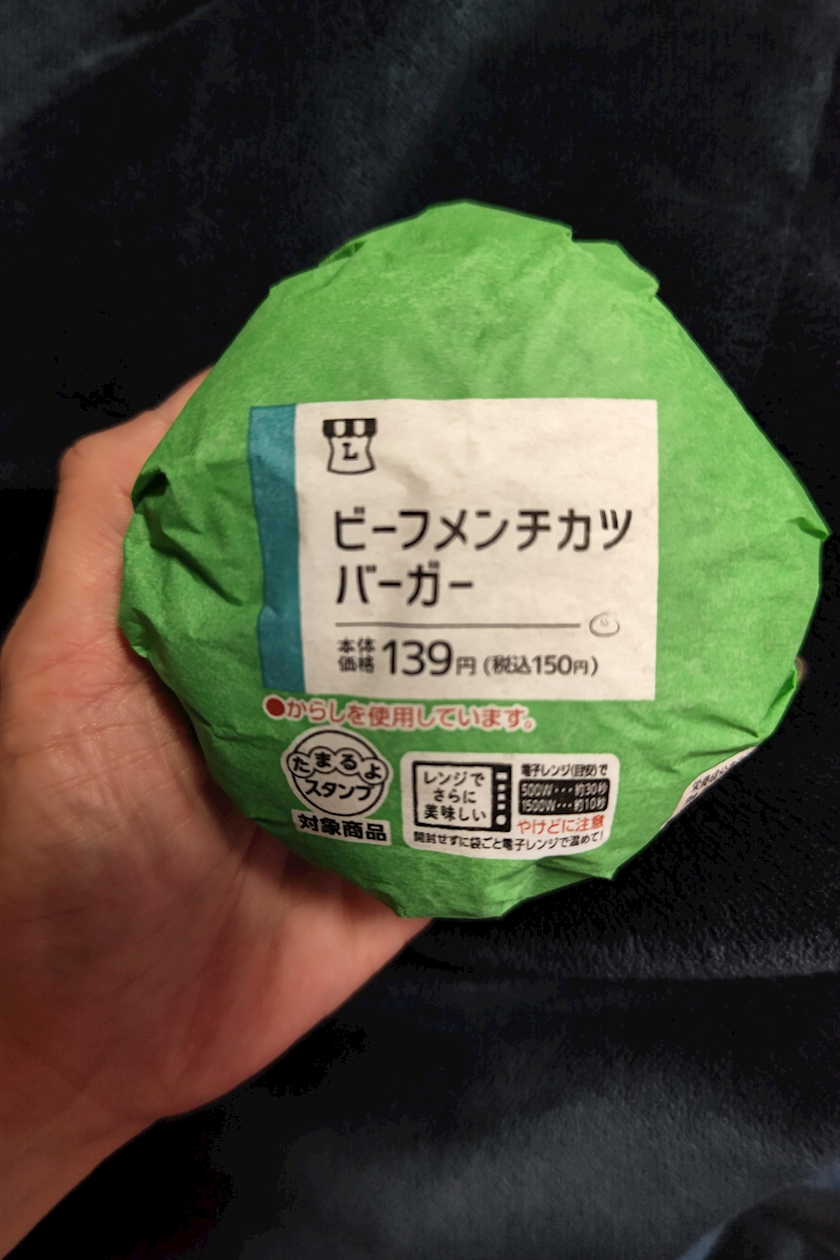 L
ビーフメンチカツ
バーガー
本体
価格 139円 (税込150円)
●からしを使用しています。
たまるよ
スタンプ
対象商品
レンジで
さらに
美味しい
電子レンジ(目安)で
500W・・・約30秒
1500W・・・約10秒
やけどに注意
開封せずに袋ごと電子レンジで温めて!